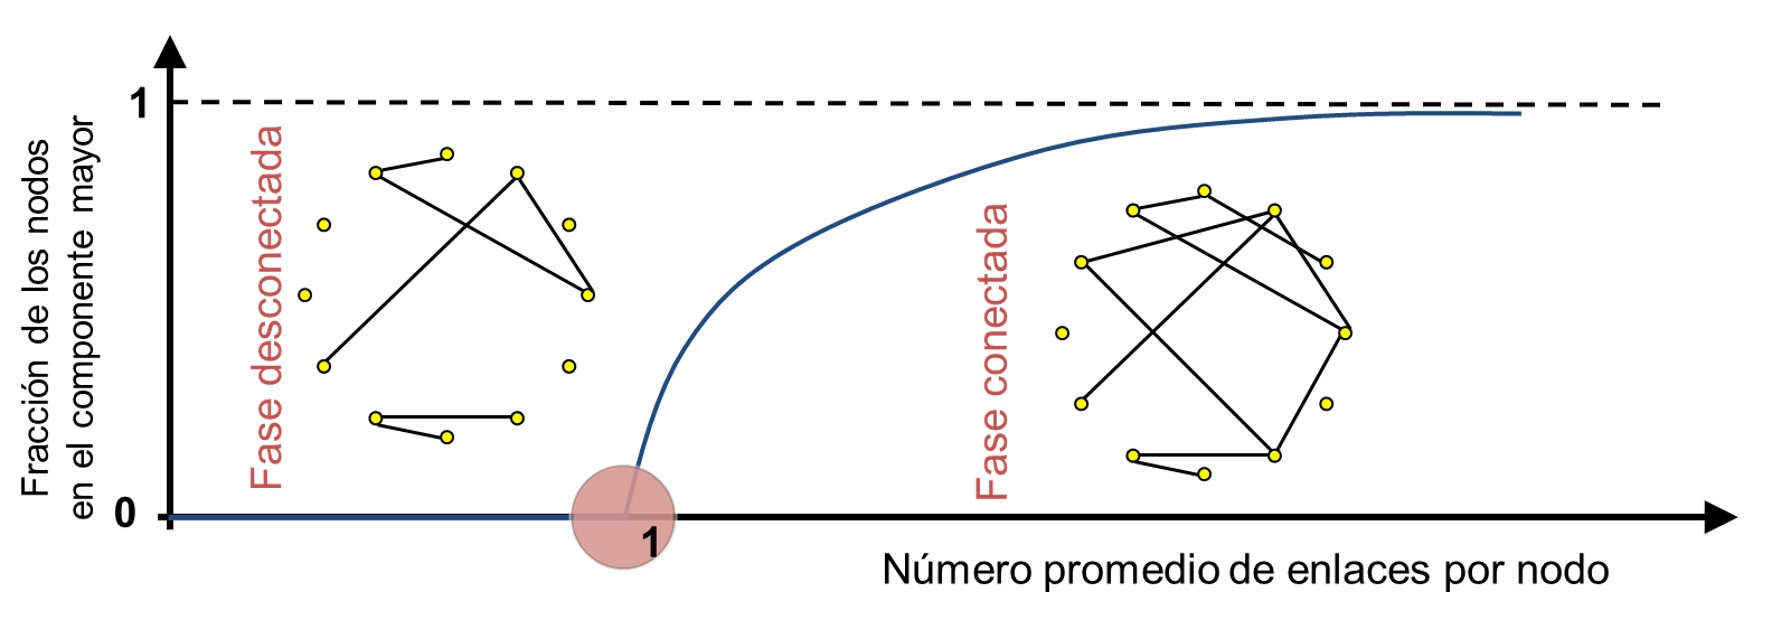 Fracción de los nodos
en el componente mayor
1
0
Fase desconectada
Fase conectada
1
Número promedio de enlaces por nodo